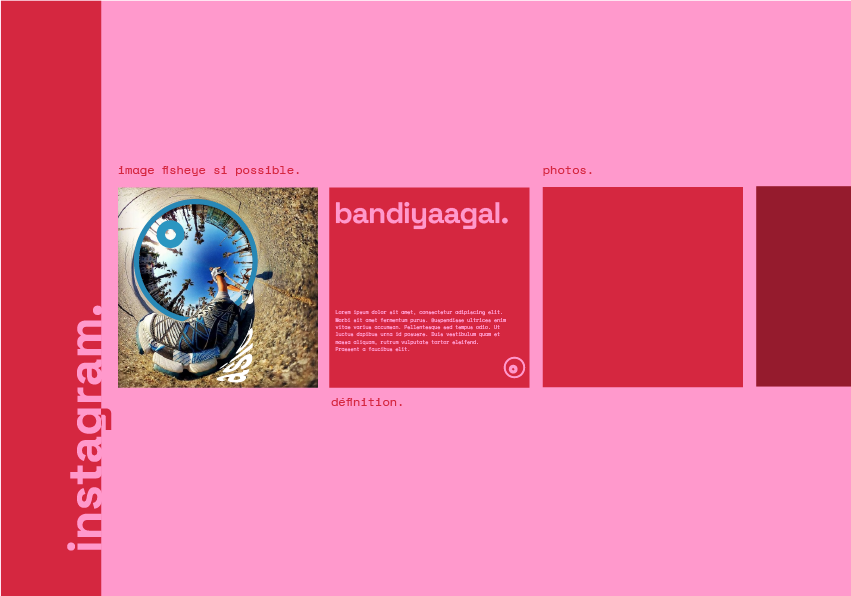 image fisheye si possible.
photos.
bandiyaagal.
Lorem ipsum dolor sit amet, consectetur adipiscing elit.
Morbi sit amet fermentum purus. Suspendisse ultrices enim
vitae varius accumsan. Pellentesque sed tempus odio. Ut
luctus dapibus urna id posuere. Duis vestibulum quam et
massa aliquam, rutrum vulputate tortor eleifend.
Praesent a faucibus elit.
définition.
instagram.